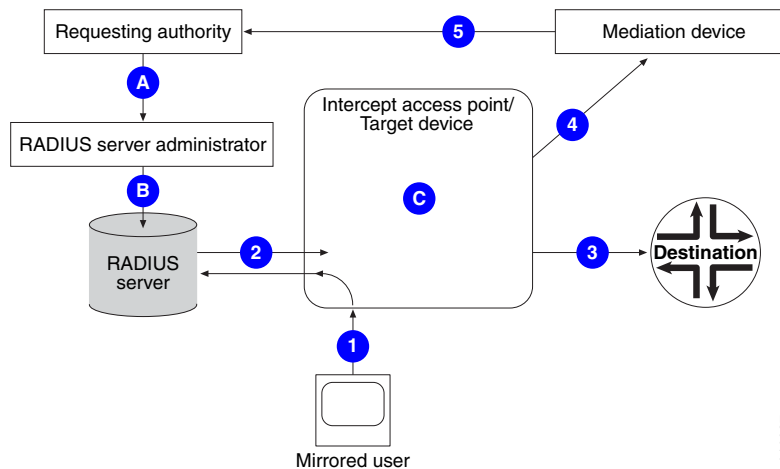 Requesting authority
5
Mediation device
A
Intercept access point/
Target device
4
RADIUS server administrator
B
C
RADIUS
server
2
3
Destination
1
Mirrored user